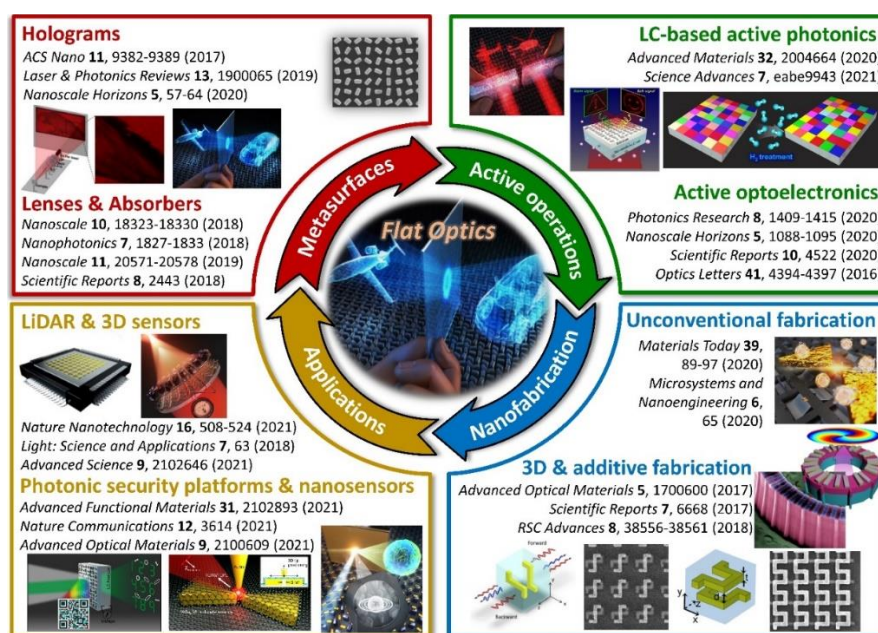 Holograms
ACS Nano 11, 9382-9389 (2017)
Laser & Photonics Reviews 13, 1900065 (2019)
Nanoscale Horizons 5, 57-64 (2020)
Lenses & Absorbers
Nanoscale 10, 18323-18330 (2018)
Nanophotonics 7, 1827-1833 (2018)
Nanoscale 11, 20571-20578 (2019)
Scientific Reports 8, 2443 (2018)
LC-based active photonics
Advanced Materials 32, 2004664 (2020)
Science Advances 7, eabe9943 (2021)
H₂ treatment
Active optoelectronics
Photonics Research 8, 1409-1415 (2020)
Nanoscale Horizons 5, 1088-1095 (2020)
Scientific Reports 10, 4522 (2020)
Optics Letters 41, 4394-4397 (2016)
Metasurfaces
Active operations
Flat Optics
Applications
Nanofabrication
LiDAR & 3D sensors
Nature Nanotechnology 16, 508-524 (2021)
Light: Science and Applications 7, 63 (2018)
Advanced Science 9, 2102646 (2021)
Photonic security platforms & nanosensors
Advanced Functional Materials 31, 2102893 (2021)
Nature Communications 12, 3614 (2021)
Advanced Optical Materials 9, 2100609 (2021)
Unconventional fabrication
Materials Today 39,
89-97 (2020)
Microsystems and
Nanoengineering 6,
65 (2020)
3D & additive fabrication
Advanced Optical Materials 5, 1700600 (2017)
Scientific Reports 7, 6668 (2017)
RSC Advances 8, 38556-38561 (2018)
Forward
Backward
y
z
x